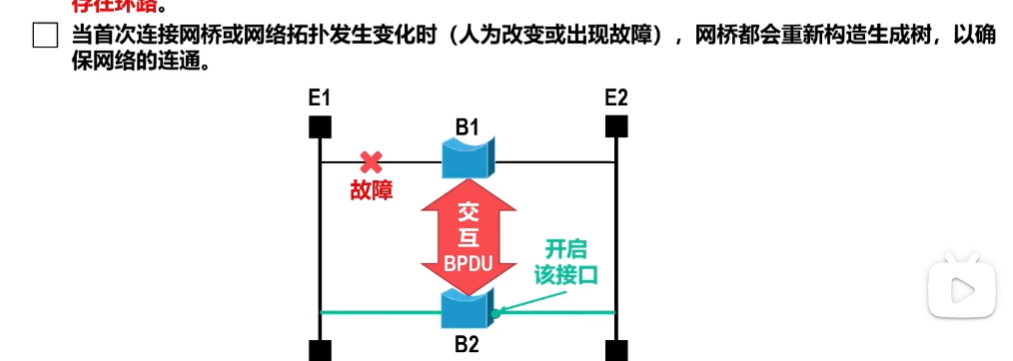 存在环路。
当首次连接网桥或网络拓扑发生变化时（人为改变或出现故障），网桥都会重新构造生成树，以确
保网络的连通。
E1
E2
B1
故障
交
互
BPDU
开启
该接口
B2